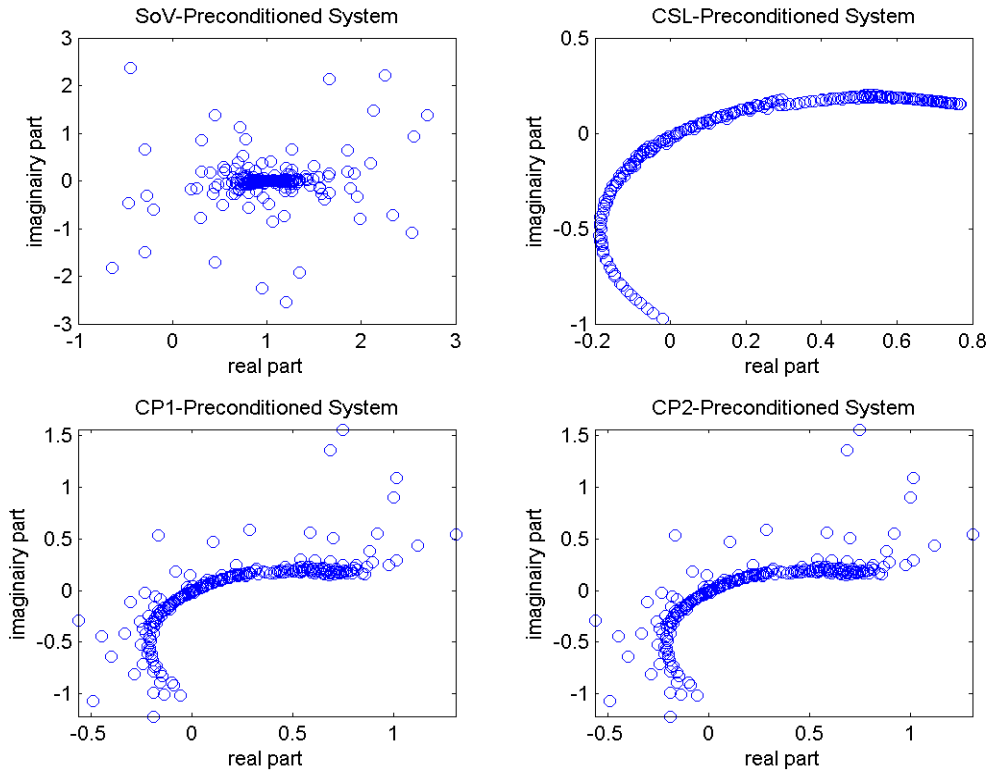 SoV-Preconditioned System
3
2
1
0
-1
-2
-3
imaginairy part
-1 0 1 2 3
real part
CSL-Preconditioned System
0.5
0
-0.5
-1
imaginairy part
-0.2 0 0.2 0.4 0.6 0.8
real part
CP1-Preconditioned System
1.5
1
0.5
0
-0.5
-1
imaginairy part
-0.5 0 0.5 1
real part
CP2-Preconditioned System
1.5
1
0.5
0
-0.5
-1
imaginairy part
-0.5 0 0.5 1
real part